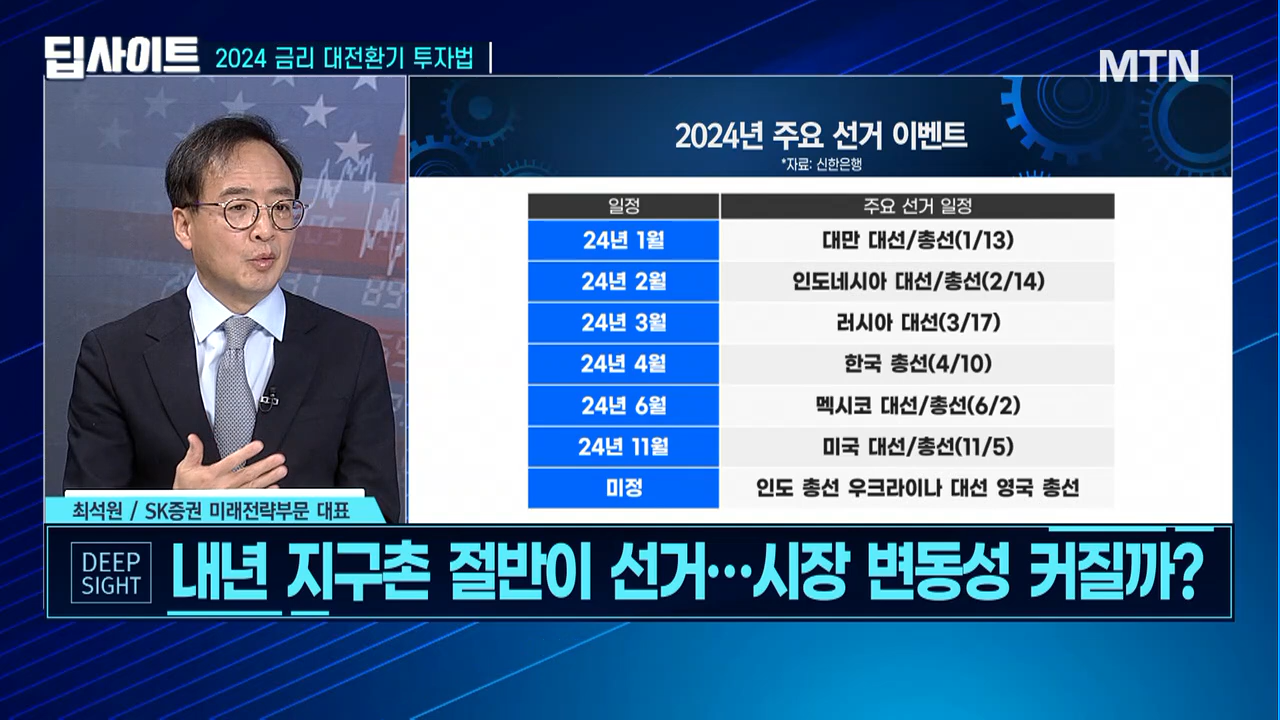 딥사이트 2024 금리 대전환기 투자법
MTN
2024년 주요 선거 이벤트
*자료: 신한은행
일정 주요 선거 일정
24년 1월 대만 대선/총선(1/13)
24년 2월 인도네시아 대선/총선(2/14)
24년 3월 러시아 대선(3/17)
24년 4월 한국 총선(4/10)
24년 6월 멕시코 대선/총선(6/2)
24년 11월 미국 대선/총선(11/5)
미정 인도 총선 우크라이나 대선 영국 총선
최석원 / SK증권 미래전략부문 대표
DEEP
SIGHT
내년 지구촌 절반이 선거…시장 변동성 커질까?